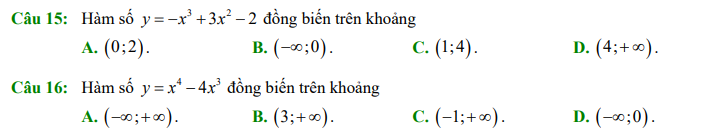 Câu 15: Hàm số y = −x³ + 3x² − 2 đồng biến trên khoảng
A. (0;2). B. (−∞;0). C. (1;4). D. (4;+∞).
Câu 16: Hàm số y = x⁴ − 4x³ đồng biến trên khoảng
A. (−∞;+∞). B. (3;+∞). C. (−1;+∞). D. (−∞;0).